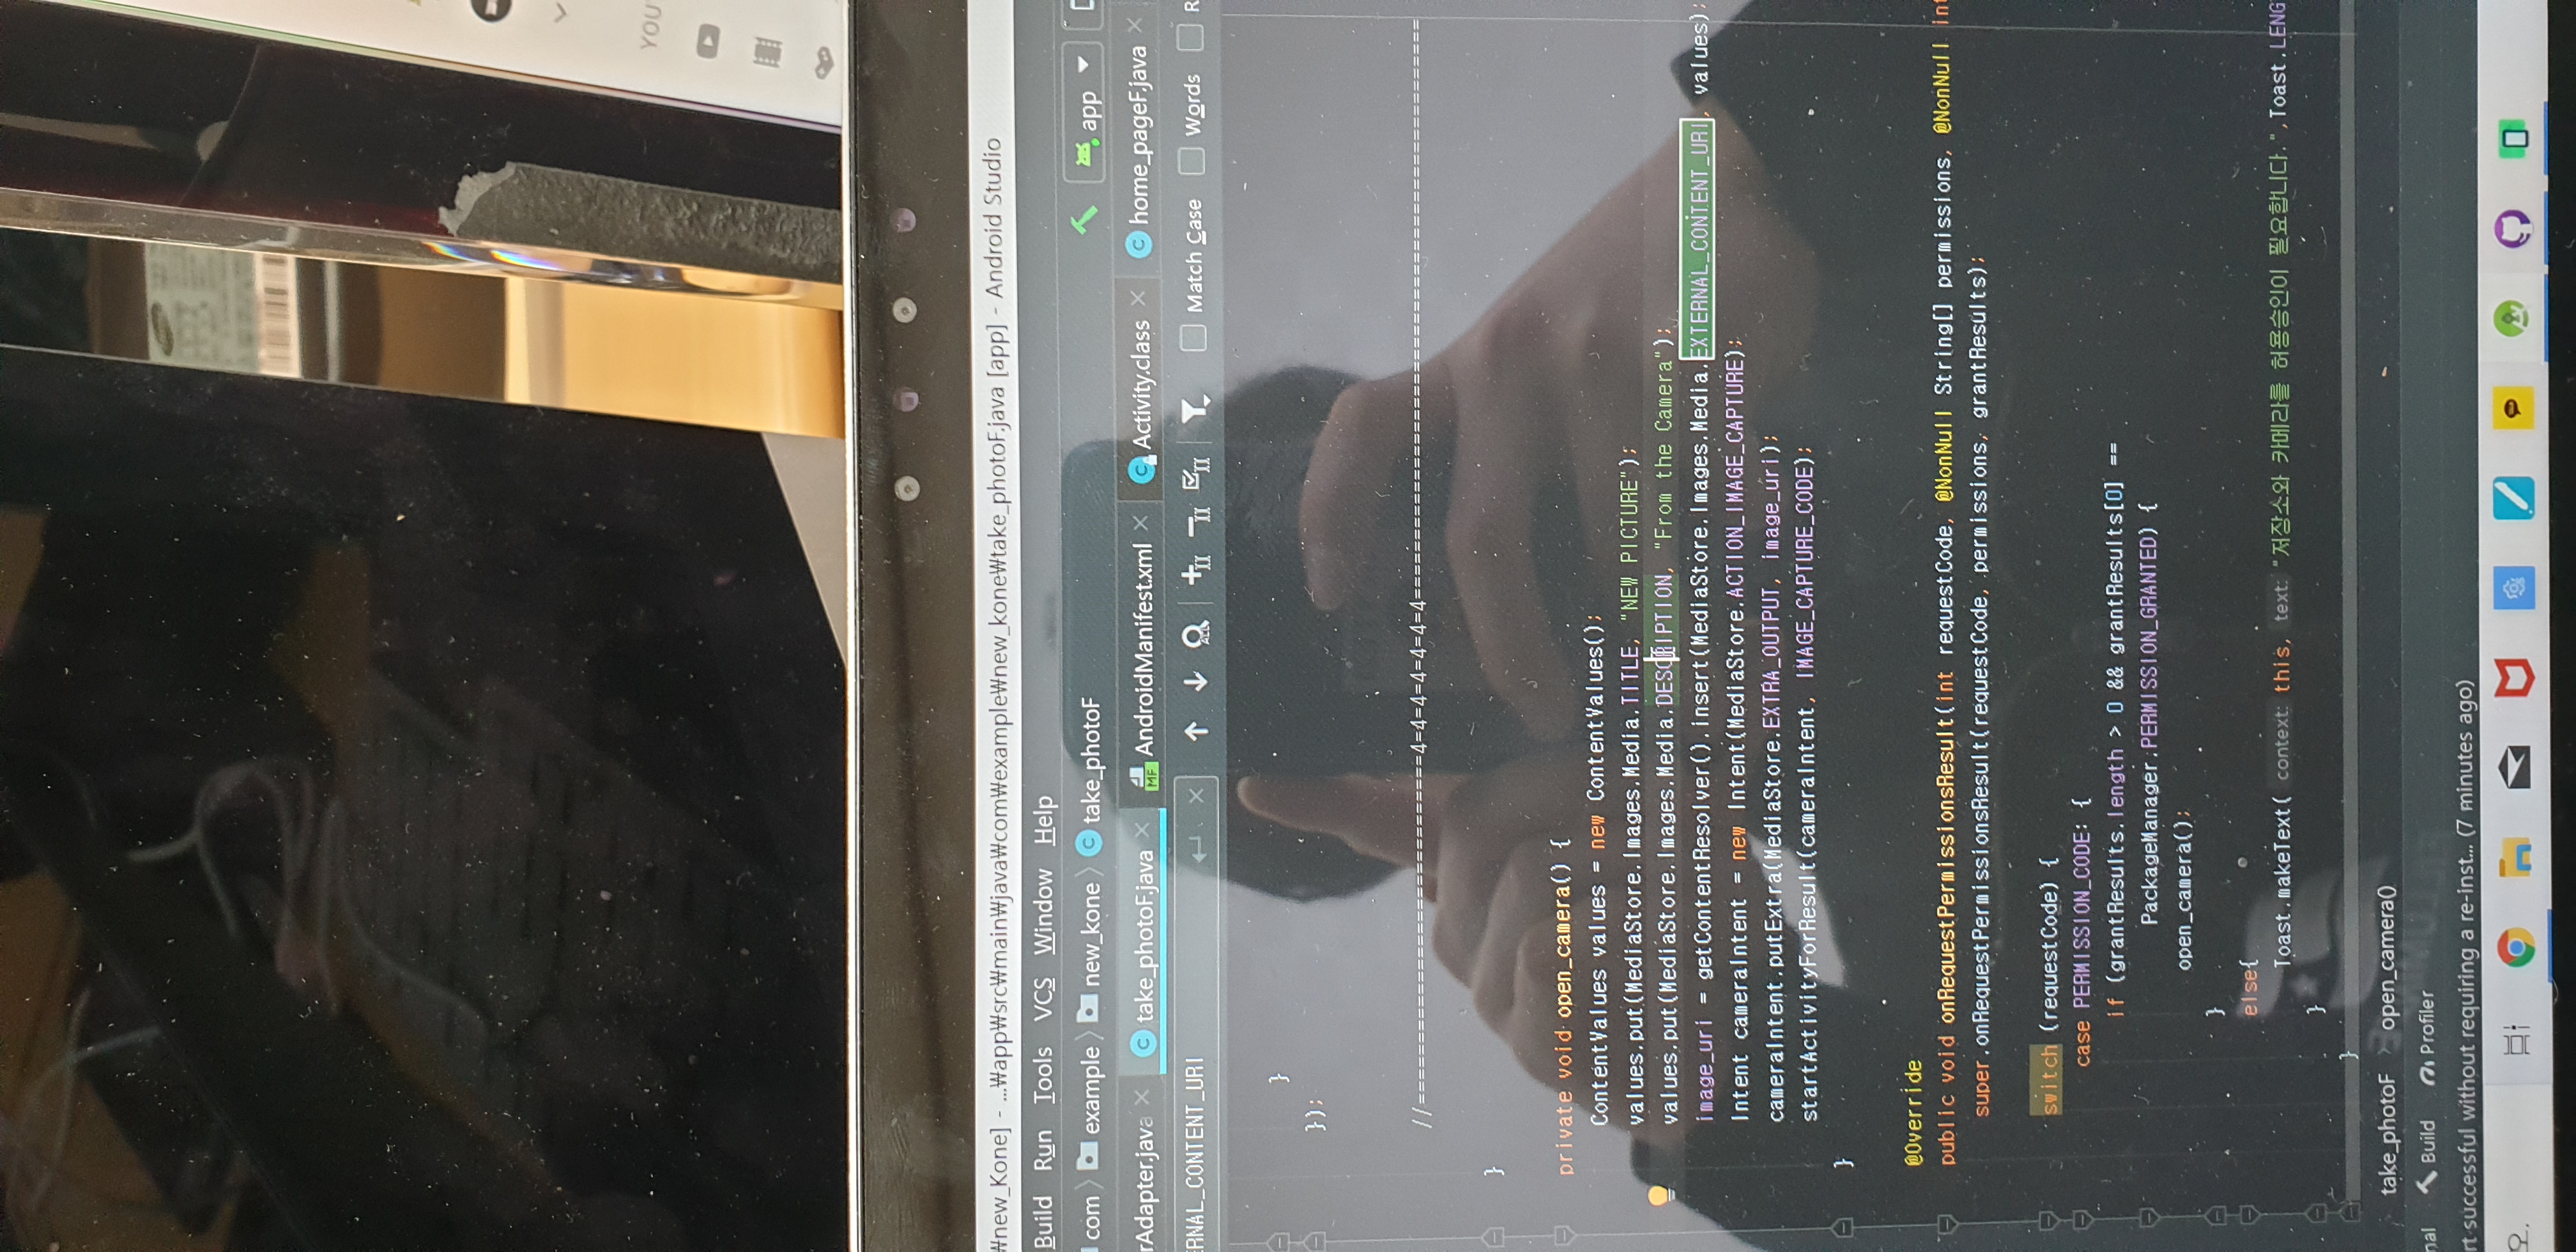 YOU
₩new_Kone] - ...₩app₩src₩main₩java₩com₩example₩new_kone₩take_photoF.java [app] - Android Studio
Build Run Tools VCS Window Help
com example new_kone take_photoF app
rAdapter.java take_photoF.java AndroidManifest.xml Activity.class home_pageF.java
ERNAL_CONTENT_URI Match Case Words R
}
});
//=============================4=4=4=4=4=4=4================================================
}
private void open_camera() {
ContentValues values = new ContentValues();
values.put(MediaStore.Images.Media.TITLE, "NEW PICTURE");
values.put(MediaStore.Images.Media.DESCRIPTION, "From the Camera");
image_uri = getContentResolver().insert(MediaStore.Images.Media.EXTERNAL_CONTENT_URI, values);
Intent cameraIntent = new Intent(MediaStore.ACTION_IMAGE_CAPTURE);
cameraIntent.putExtra(MediaStore.EXTRA_OUTPUT, image_uri);
startActivityForResult(cameraIntent, IMAGE_CAPTURE_CODE);
}
@Override
public void onRequestPermissionsResult(int requestCode, @NonNull String[] permissions, @NonNull int
super.onRequestPermissionsResult(requestCode, permissions, grantResults);
switch (requestCode) {
case PERMISSION_CODE: {
if (grantResults.length > 0 && grantResults[0] ==
PackageManager.PERMISSION_GRANTED) {
open_camera();
}
else{
Toast.makeText( context: this, text: "저장소와 카메라를 허용승인이 필요합니다.",Toast.LENG
}
}
take_photoF open_camera()
nal Build Profiler
rt successful without requiring a re-inst... (7 minutes ago)
오.